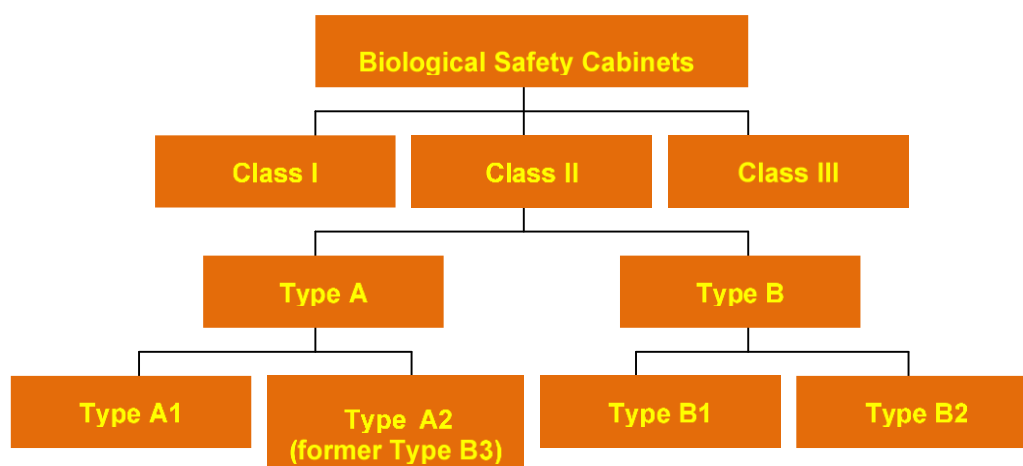 Biological Safety Cabinets
Class I
Class II
Class III
Type A
Type B
Type A1
Type A2
(former Type B3)
Type B1
Type B2